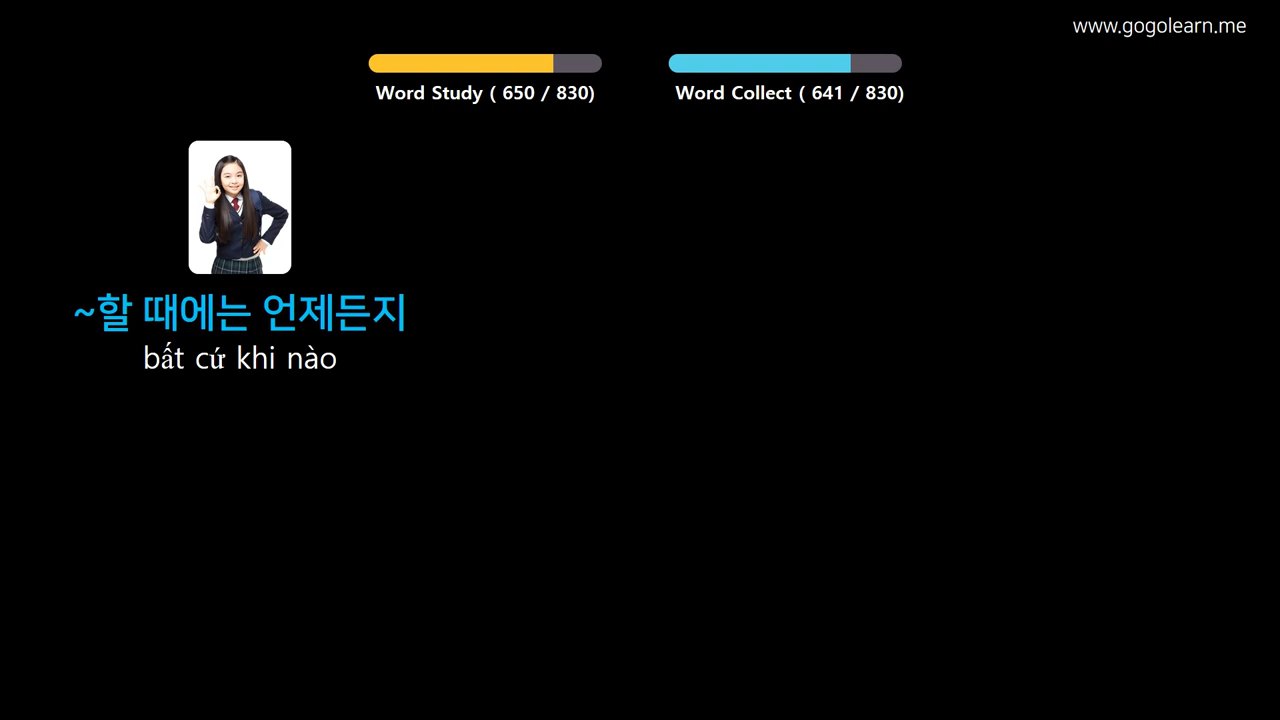 www.gogolearn.me
Word Study ( 650 / 830)
Word Collect ( 641 / 830)
~할 때에는 언제든지
bất cứ khi nào